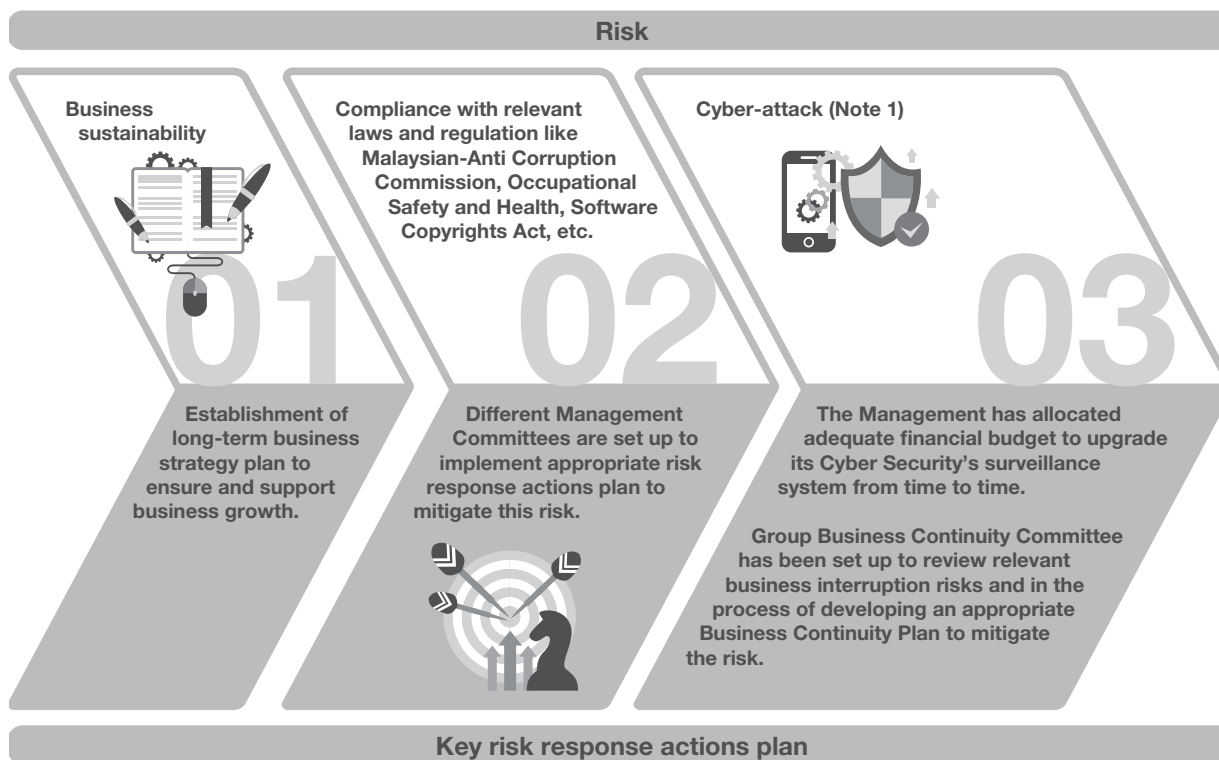 Risk
Business
sustainability
01
Establishment of
long-term business
strategy plan to
ensure and support
business growth.
Compliance with relevant
laws and regulation like
Malaysian-Anti Corruption
Commission, Occupational
Safety and Health, Software
Copyrights Act, etc.
02
Different Management
Committees are set up to
implement appropriate risk
response actions plan to
mitigate this risk.
Cyber-attack (Note 1)
03
The Management has allocated
adequate financial budget to upgrade
its Cyber Security’s surveillance
system from time to time.
Group Business Continuity Committee
has been set up to review relevant
business interruption risks and in the
process of developing an appropriate
Business Continuity Plan to mitigate
the risk.
Key risk response actions plan